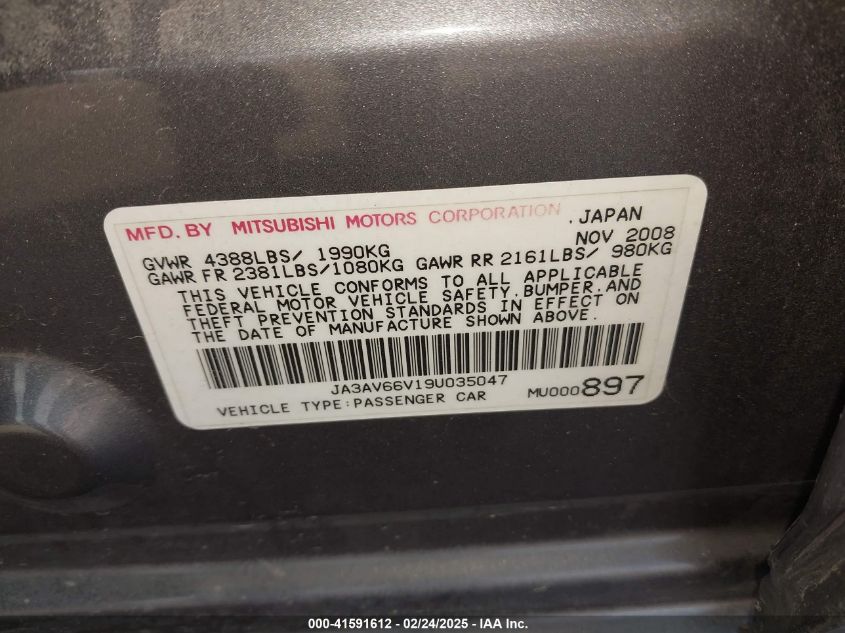 MFD. BY MITSUBISHI MOTORS CORPORATION . JAPAN
NOV 2008
GVWR 4388LBS/ 1990KG
GAWR FR 2381LBS/1080KG GAWR RR 2161LBS/ 980KG
THIS VEHICLE CONFORMS TO ALL APPLICABLE
FEDERAL MOTOR VEHICLE SAFETY, BUMPER, AND
THEFT PREVENTION STANDARDS IN EFFECT ON
THE DATE OF MANUFACTURE SHOWN ABOVE.
JA3AV66V19U035047
VEHICLE TYPE:PASSENGER CAR MU000897
000-41591612 - 02/24/2025 - IAA Inc.